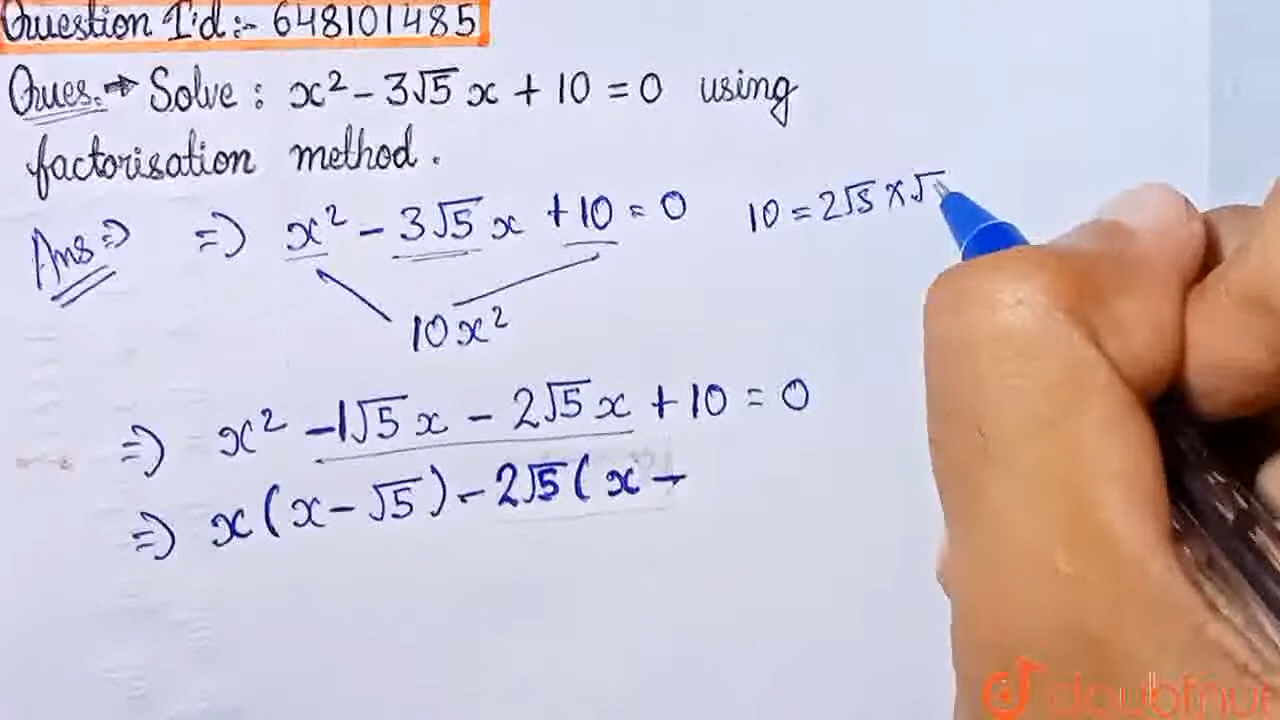 Question I'd :- 648101485
Ques. → Solve : x² - 3√5 x + 10 = 0 using
factorisation method.
Ans ⇒ ⇒ x² - 3√5 x + 10 = 0 10 = 2√5 × √
10x²
⇒ x² - 1√5 x - 2√5 x + 10 = 0
⇒ x(x - √5) - 2√5 ( x -
doubtnut